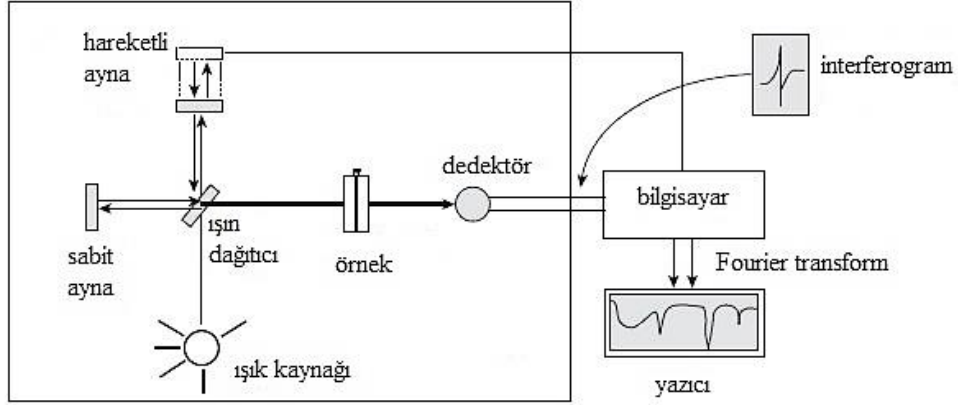 hareketli
ayna
interferogram
dedektör
bilgisayar
ışın
dağıtıcı
sabit
ayna
örnek
Fourier transform
ışık kaynağı
yazıcı